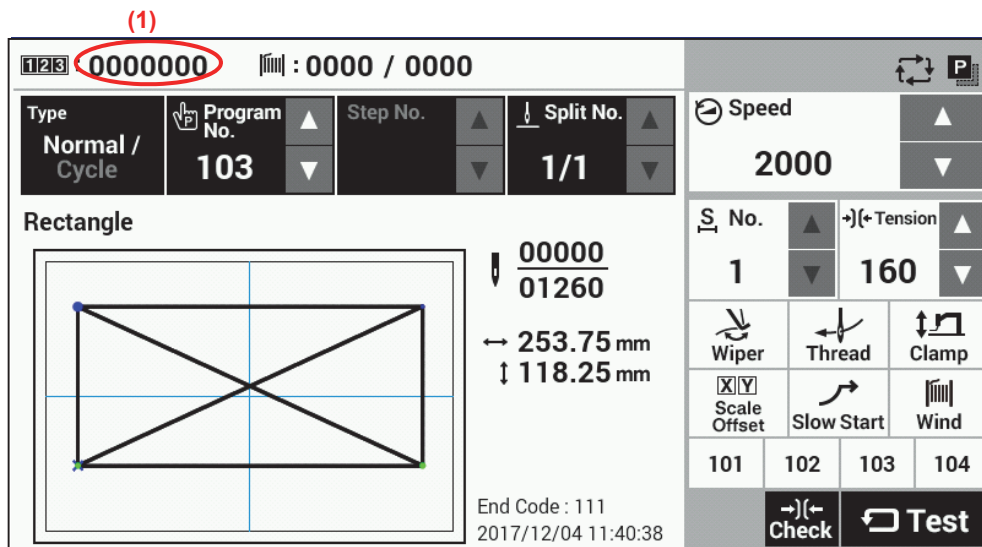 (1)
123 : 0000000 : 0000 / 0000
P
Type
Normal /
Cycle
P Program
No.
103
Step No.
Split No.
1/1
Speed
2000
Rectangle
00000
01260
↔ 253.75 mm
↕ 118.25 mm
End Code : 111
2017/12/04 11:40:38
S No.
1
→)(← Tension
160
Wiper
Thread
Clamp
X Y
Scale
Offset
Slow Start
Wind
101 102 103 104
→)(←
Check
Test